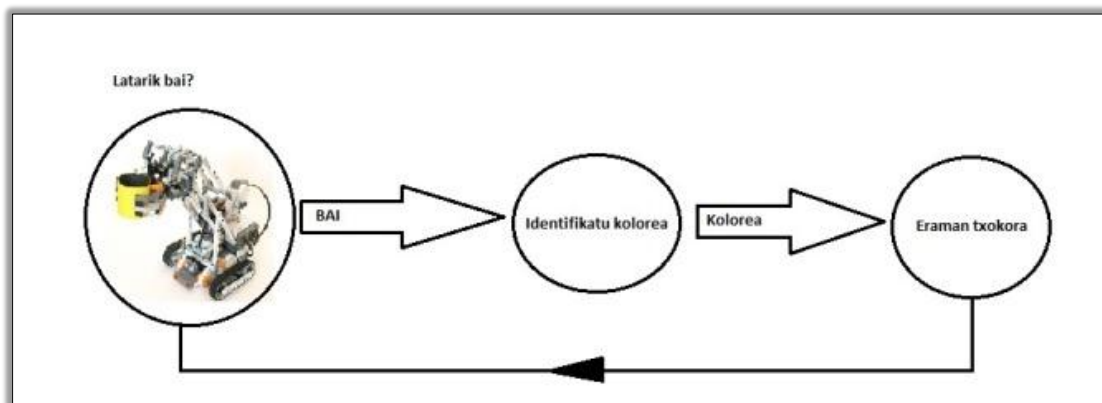 Latarik bai?
BAI
Identifikatu kolorea
Kolorea
Eraman txokora